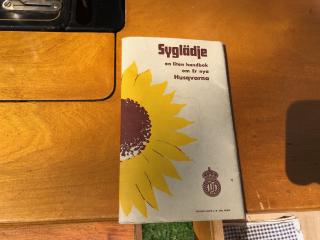 Syglädje
en liten handbok
om Er nya
Husqvarna